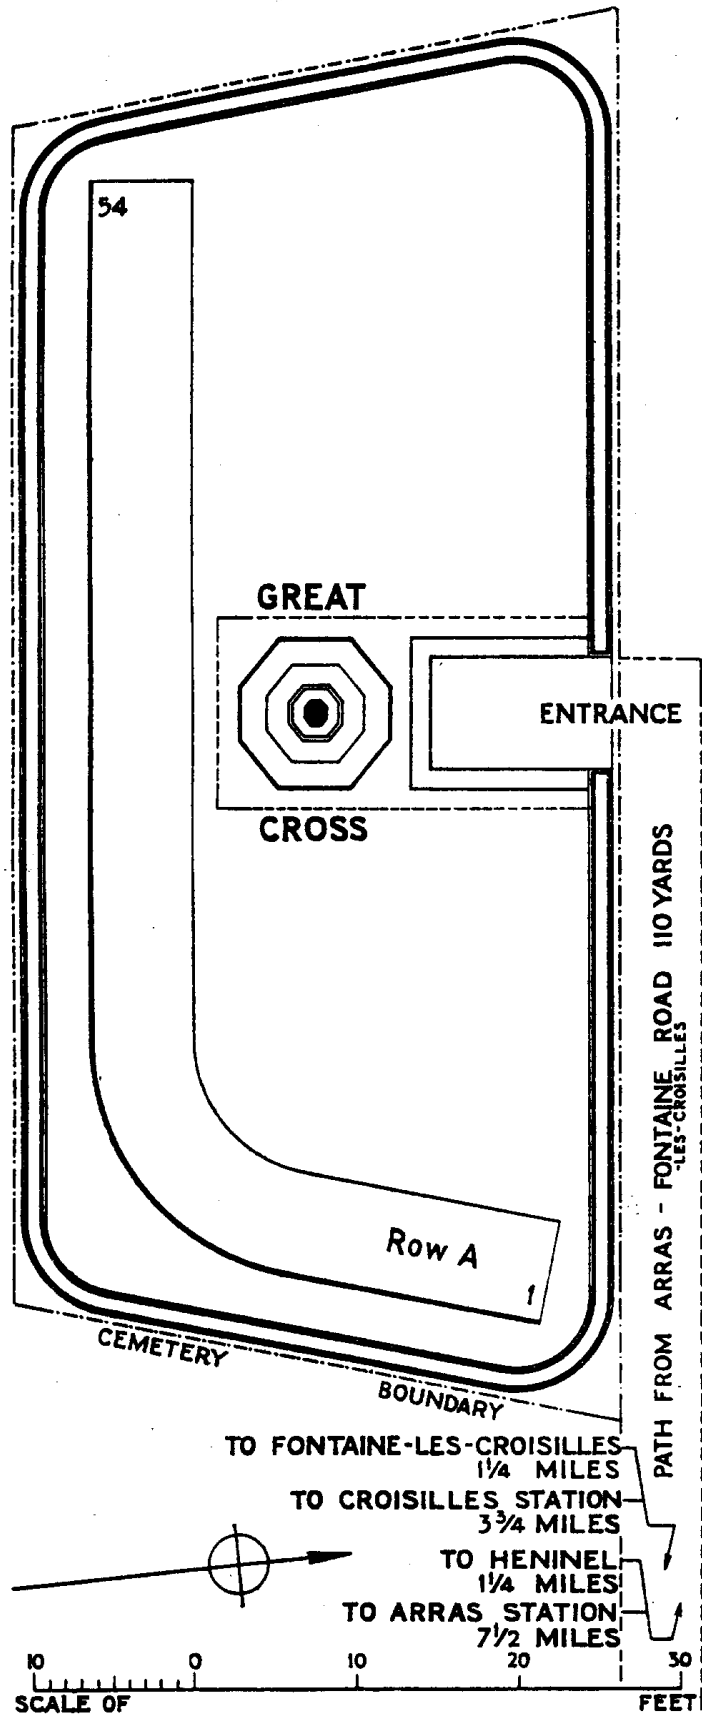 54
GREAT
ENTRANCE
CROSS
PATH FROM ARRAS - FONTAINE ROAD 110 YARDS
-LES-CROISILLES
Row A
1
CEMETERY
BOUNDARY
TO FONTAINE-LES-CROISILLES
1¼ MILES
TO CROISILLES STATION
3¾ MILES
TO HENINEL
1¼ MILES
TO ARRAS STATION
7½ MILES
10 0 10 20 30
SCALE OF FEET